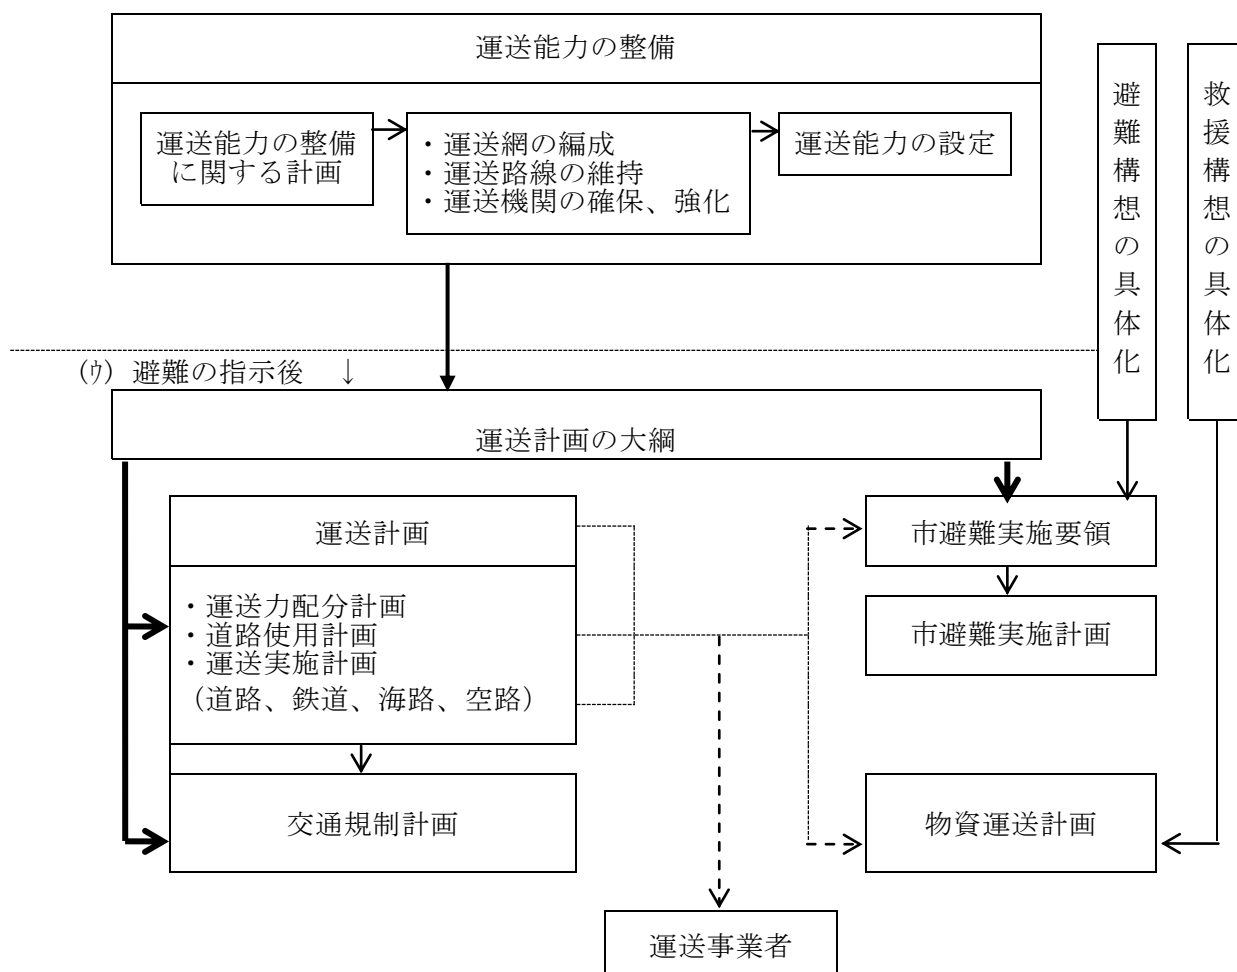 運送能力の整備
運送能力の整備
に関する計画
・運送網の編成
・運送路線の維持
・運送機関の確保、強化
運送能力の設定
避難構想の具体化
救援構想の具体化
(ｳ) 避難の指示後 ↓
運送計画の大綱
運送計画
・運送力配分計画
・道路使用計画
・運送実施計画
（道路、鉄道、海路、空路）
交通規制計画
市避難実施要領
市避難実施計画
物資運送計画
運送事業者